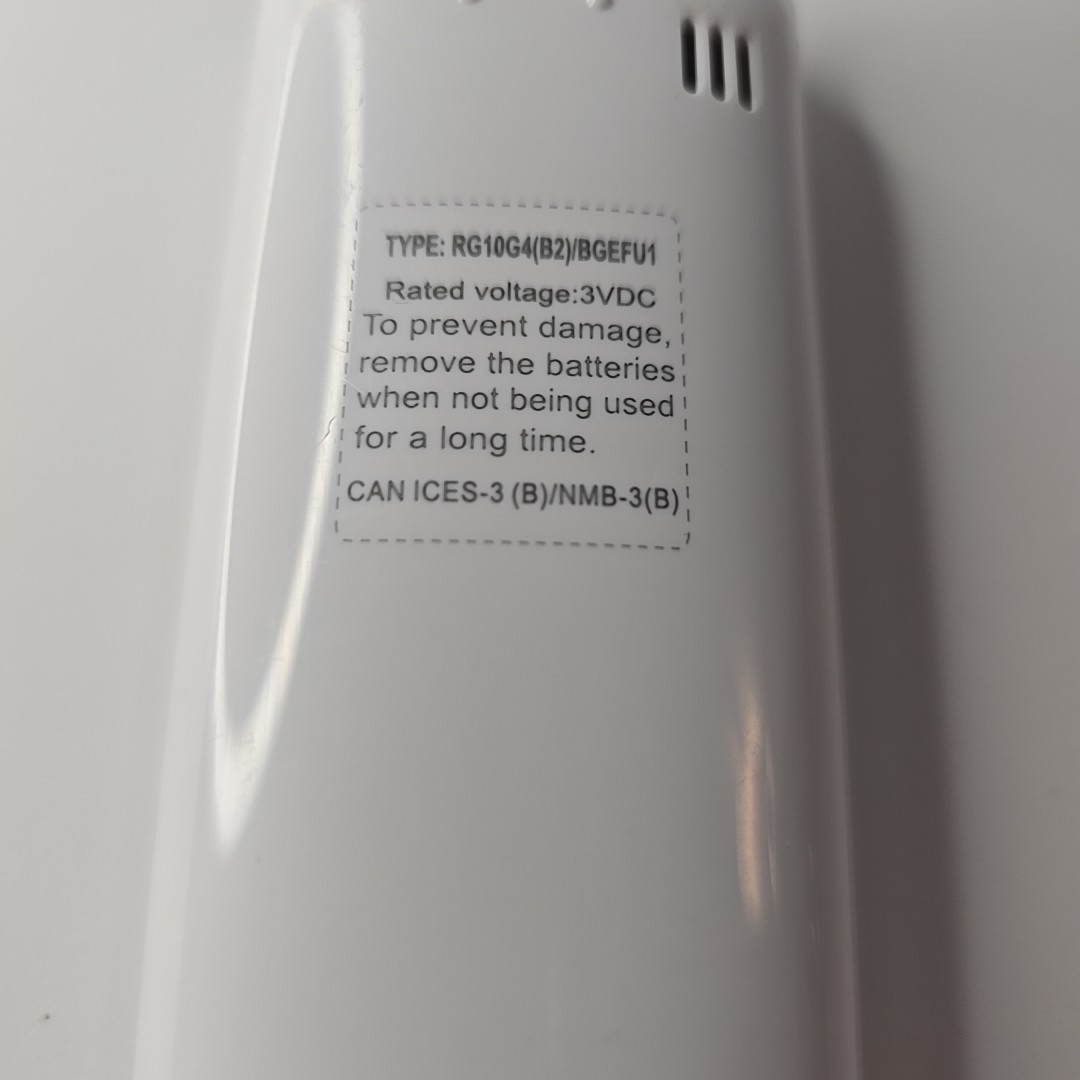 TYPE: RG10G4(B2)/BGEFU1
Rated voltage:3VDC
To prevent damage,
remove the batteries
when not being used
for a long time.
CAN ICES-3 (B)/NMB-3(B)